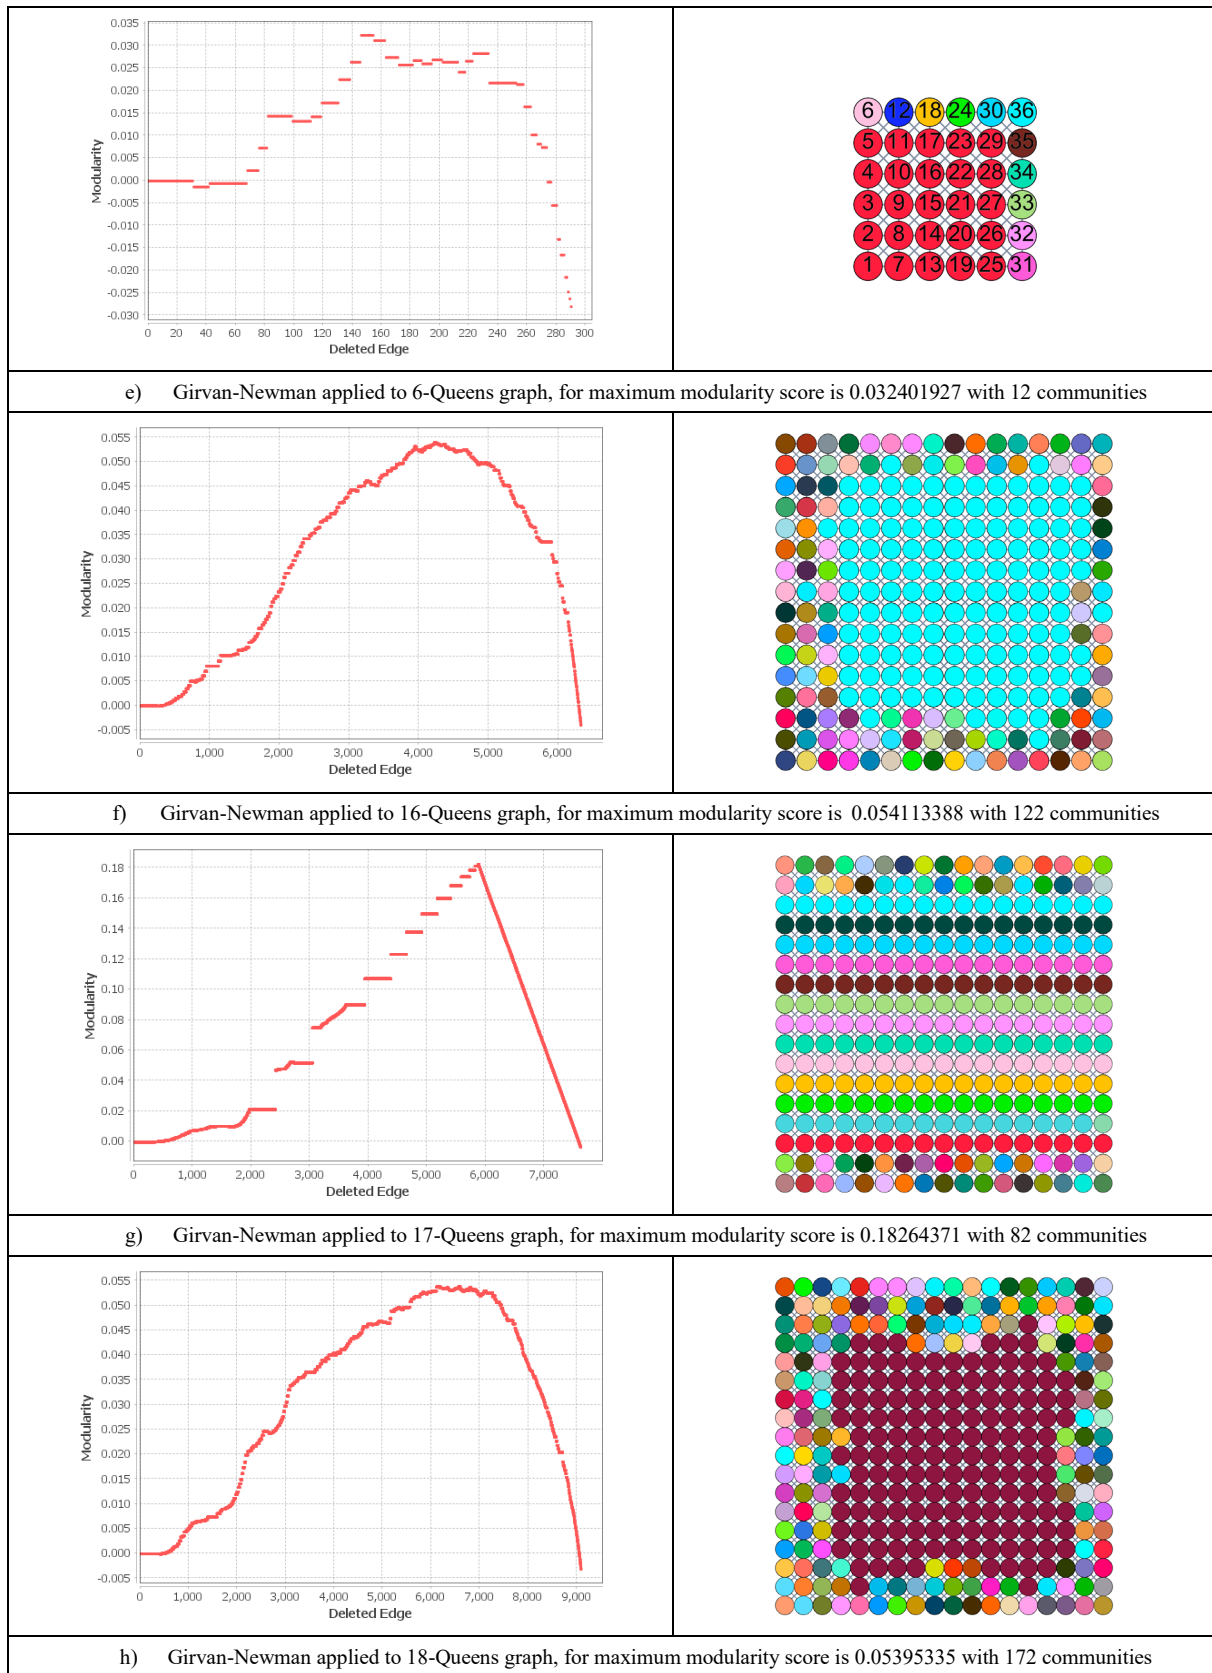 0.035
0.030
0.025
0.020
0.015
0.010
0.005
0.000
-0.005
-0.010
-0.015
-0.020
-0.025
-0.030
Modularity
0 20 40 60 80 100 120 140 160 180 200 220 240 260 280 300
Deleted Edge
6 12 18 24 30 36
5 11 17 23 29 35
4 10 16 22 28 34
3 9 15 21 27 33
2 8 14 20 26 32
1 7 13 19 25 31
e) Girvan-Newman applied to 6-Queens graph, for maximum modularity score is 0.032401927 with 12 communities
0.055
0.050
0.045
0.040
0.035
0.030
0.025
0.020
0.015
0.010
0.005
0.000
-0.005
Modularity
0 1,000 2,000 3,000 4,000 5,000 6,000
Deleted Edge
f) Girvan-Newman applied to 16-Queens graph, for maximum modularity score is 0.054113388 with 122 communities
0.18
0.16
0.14
0.12
0.10
0.08
0.06
0.04
0.02
0.00
Modularity
0 1,000 2,000 3,000 4,000 5,000 6,000 7,000
Deleted Edge
g) Girvan-Newman applied to 17-Queens graph, for maximum modularity score is 0.18264371 with 82 communities
0.055
0.050
0.045
0.040
0.035
0.030
0.025
0.020
0.015
0.010
0.005
0.000
-0.005
Modularity
0 1,000 2,000 3,000 4,000 5,000 6,000 7,000 8,000 9,000
Deleted Edge
h) Girvan-Newman applied to 18-Queens graph, for maximum modularity score is 0.05395335 with 172 communities